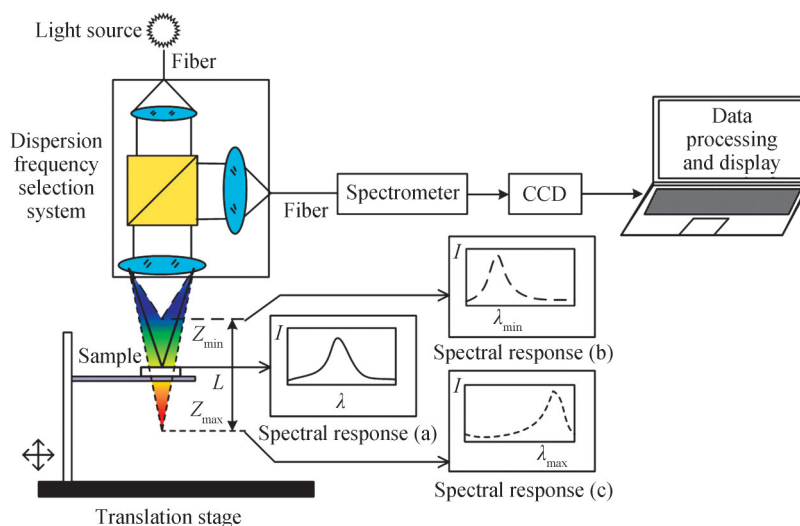 Light source
Fiber
Dispersion
frequency
selection
system
Fiber
Spectrometer
CCD
Data
processing
and display
I
λmin
Spectral response (b)
Zmin
Sample
L
Zmax
I
λ
Spectral response (a)
I
λmax
Spectral response (c)
Translation stage